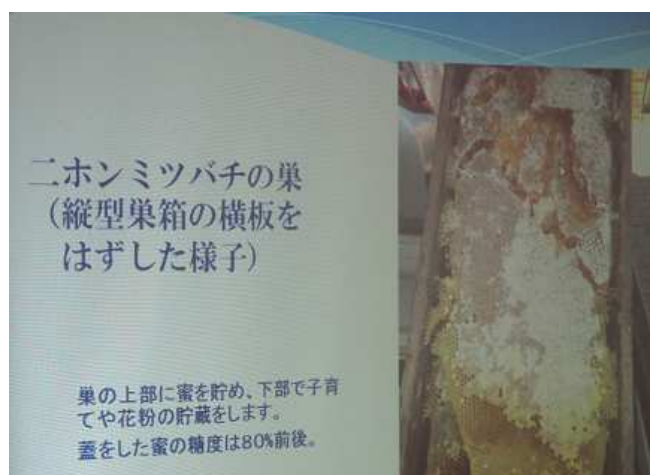 二ホンミツバチの巣
（縦型巣箱の横板を
はずした様子）
巣の上部に蜜を貯め、下部で子育
てや花粉の貯蔵をします。
蓋をした蜜の糖度は80%前後。